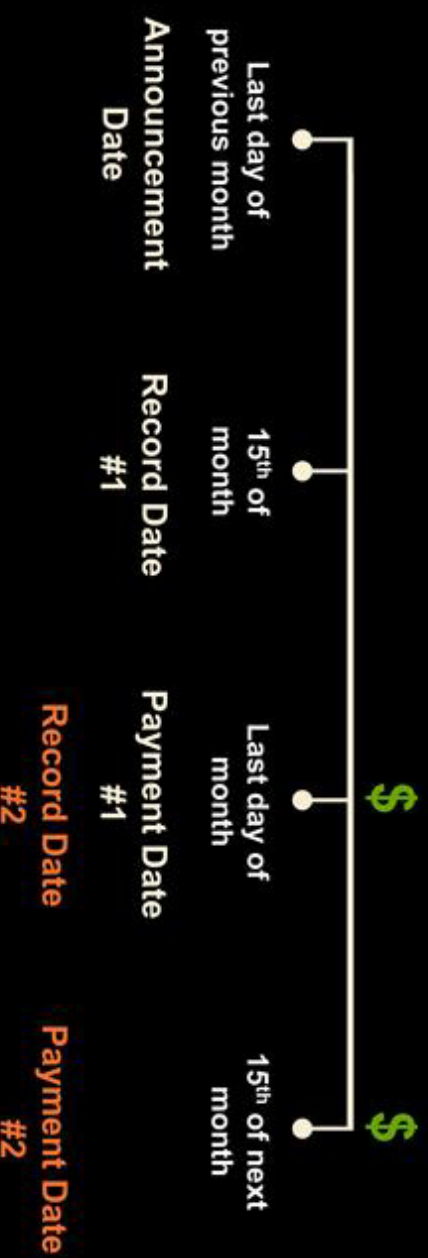 $
$
Last day of
previous month
15th of
month
Last day of
month
15th of next
month
Announcement
Date
Record Date
#1
Payment Date
#1
Record Date
#2
Payment Date
#2